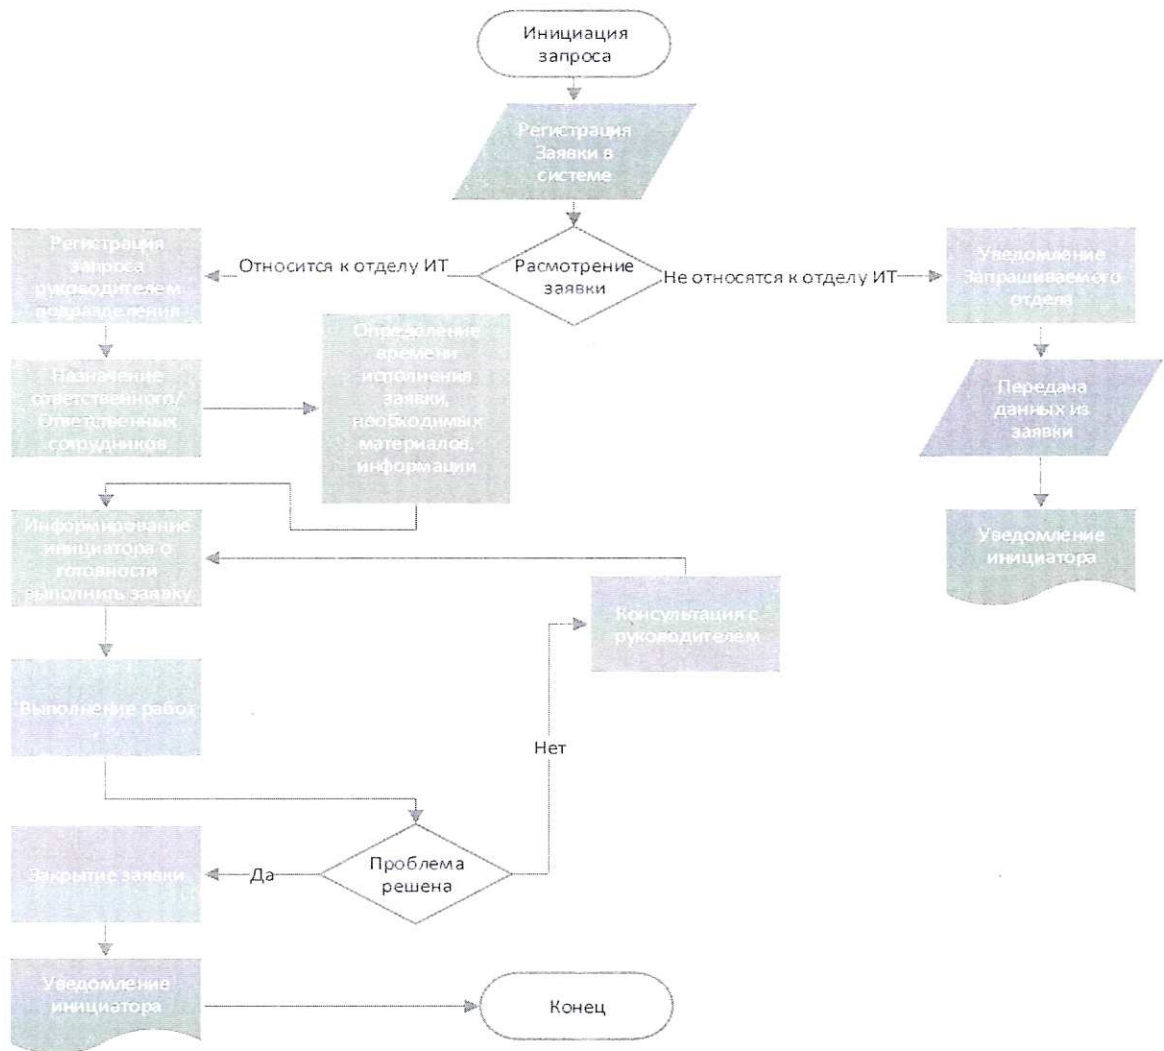 Инициация
запроса
Регистрация
Заявки в
системе
Расмотрение
заявки
Относится к отделу ИТ
Не относятся к отделу ИТ
Регистрация
запроса
руководителем
подразделения
Уведомление
Запрашиваемого
отдела
Назначение
ответственного/
Ответственных
сотрудников
Определение
времени
исполнения
заявки,
необходимых
материалов,
информации
Передача
данных из
заявки
Информирование
инициатора о
готовности
выполнить заявку
Уведомление
инициатора
Консультация с
руководителем
Выполнение работ
Нет
Проблема
решена
Да
Закрытие заявки
Уведомление
инициатора
Конец